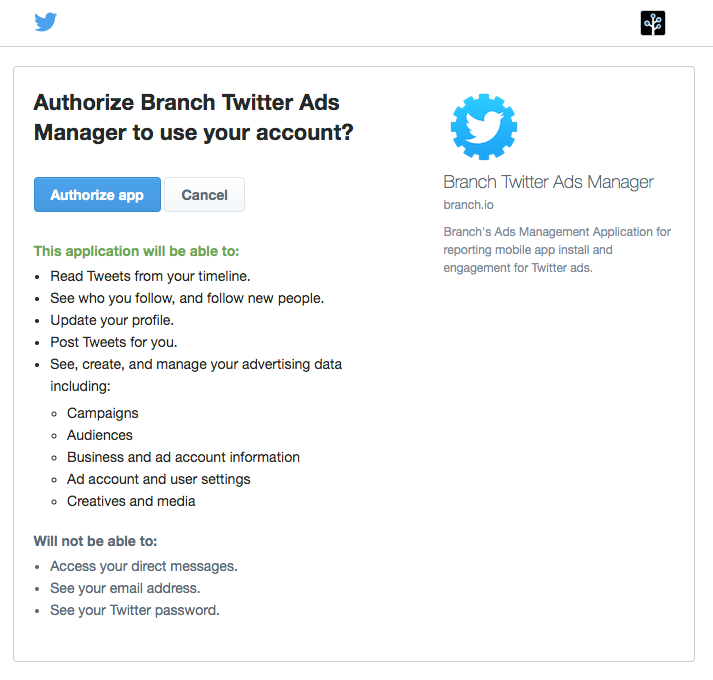 Authorize Branch Twitter Ads
Manager to use your account?
Authorize app
Cancel
This application will be able to:
• Read Tweets from your timeline.
• See who you follow, and follow new people.
• Update your profile.
• Post Tweets for you.
• See, create, and manage your advertising data
including:
◦ Campaigns
◦ Audiences
◦ Business and ad account information
◦ Ad account and user settings
◦ Creatives and media
Will not be able to:
• Access your direct messages.
• See your email address.
• See your Twitter password.
Branch Twitter Ads Manager
branch.io
Branch's Ads Management Application for
reporting mobile app install and
engagement for Twitter ads.